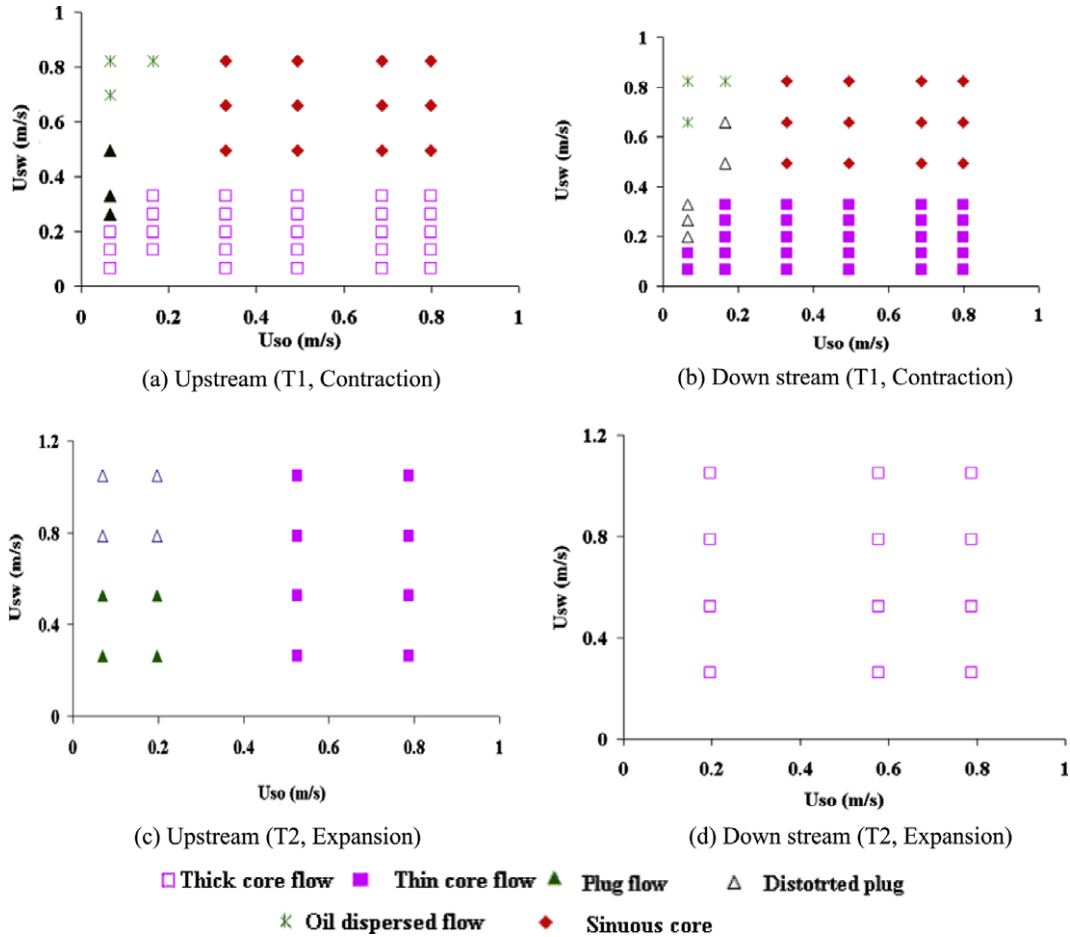 1
0.8
0.6
0.4
0.2
0
Usw (m/s)
0 0.2 0.4 0.6 0.8 1
Uso (m/s)
(a) Upstream (T1, Contraction)
1
0.8
0.6
0.4
0.2
0
Usw (m/s)
0 0.2 0.4 0.6 0.8 1
Uso (m/s)
(b) Down stream (T1, Contraction)
1.2
0.8
0.4
0
Usw (m/s)
0 0.2 0.4 0.6 0.8 1
Uso (m/s)
(c) Upstream (T2, Expansion)
1.2
0.8
0.4
0
Usw (m/s)
0 0.2 0.4 0.6 0.8 1
Uso (m/s)
(d) Down stream (T2, Expansion)
Thick core flow Thin core flow Plug flow Distotrted plug
Oil dispersed flow Sinuous core